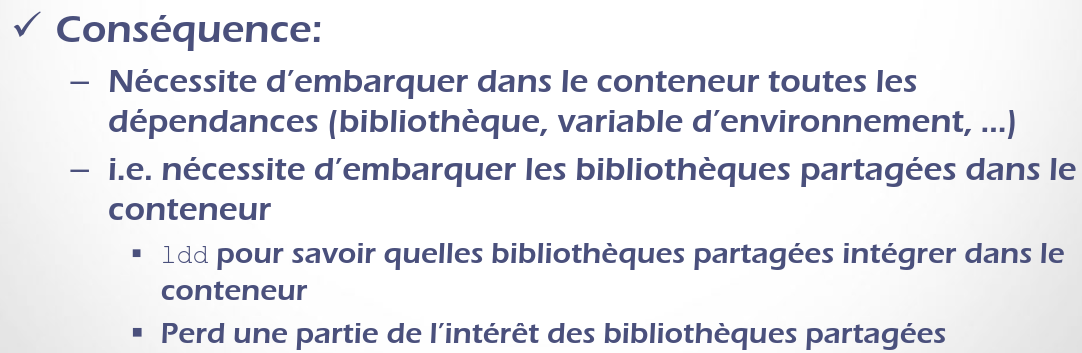 ✓ Conséquence:
– Nécessite d'embarquer dans le conteneur toutes les
dépendances (bibliothèque, variable d'environnement, …)
– i.e. nécessite d'embarquer les bibliothèques partagées dans le
conteneur
▪ ldd pour savoir quelles bibliothèques partagées intégrer dans le
conteneur
▪ Perd une partie de l'intérêt des bibliothèques partagées